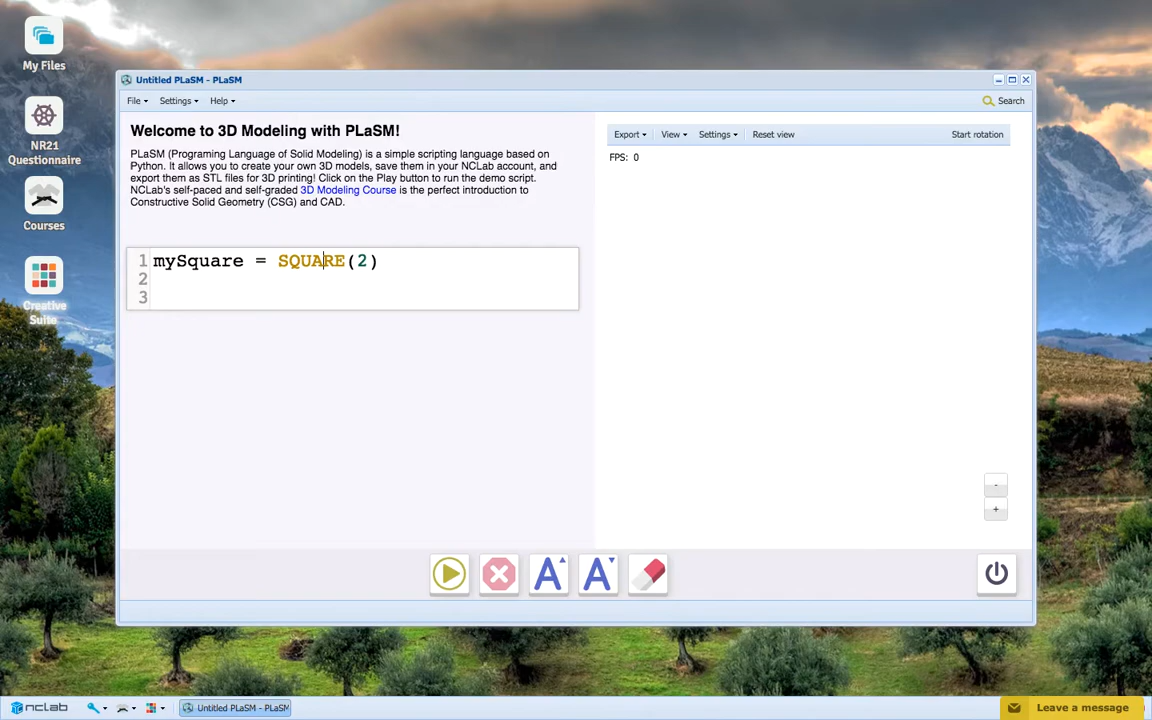 My Files
NR21
Questionnaire
Courses
Creative
Suite
Untitled PLaSM - PLaSM
File Settings Help Search
Welcome to 3D Modeling with PLaSM!
PLaSM (Programing Language of Solid Modeling) is a simple scripting language based on
Python. It allows you to create your own 3D models, save them in your NCLab account, and
export them as STL files for 3D printing! Click on the Play button to run the demo script.
NCLab's self-paced and self-graded 3D Modeling Course is the perfect introduction to
Constructive Solid Geometry (CSG) and CAD.
1 mySquare = SQUARE(2)
2
3
Export View Settings Reset view Start rotation
FPS: 0
-
+
A A
nclab Untitled PLaSM - PLaSM Leave a message